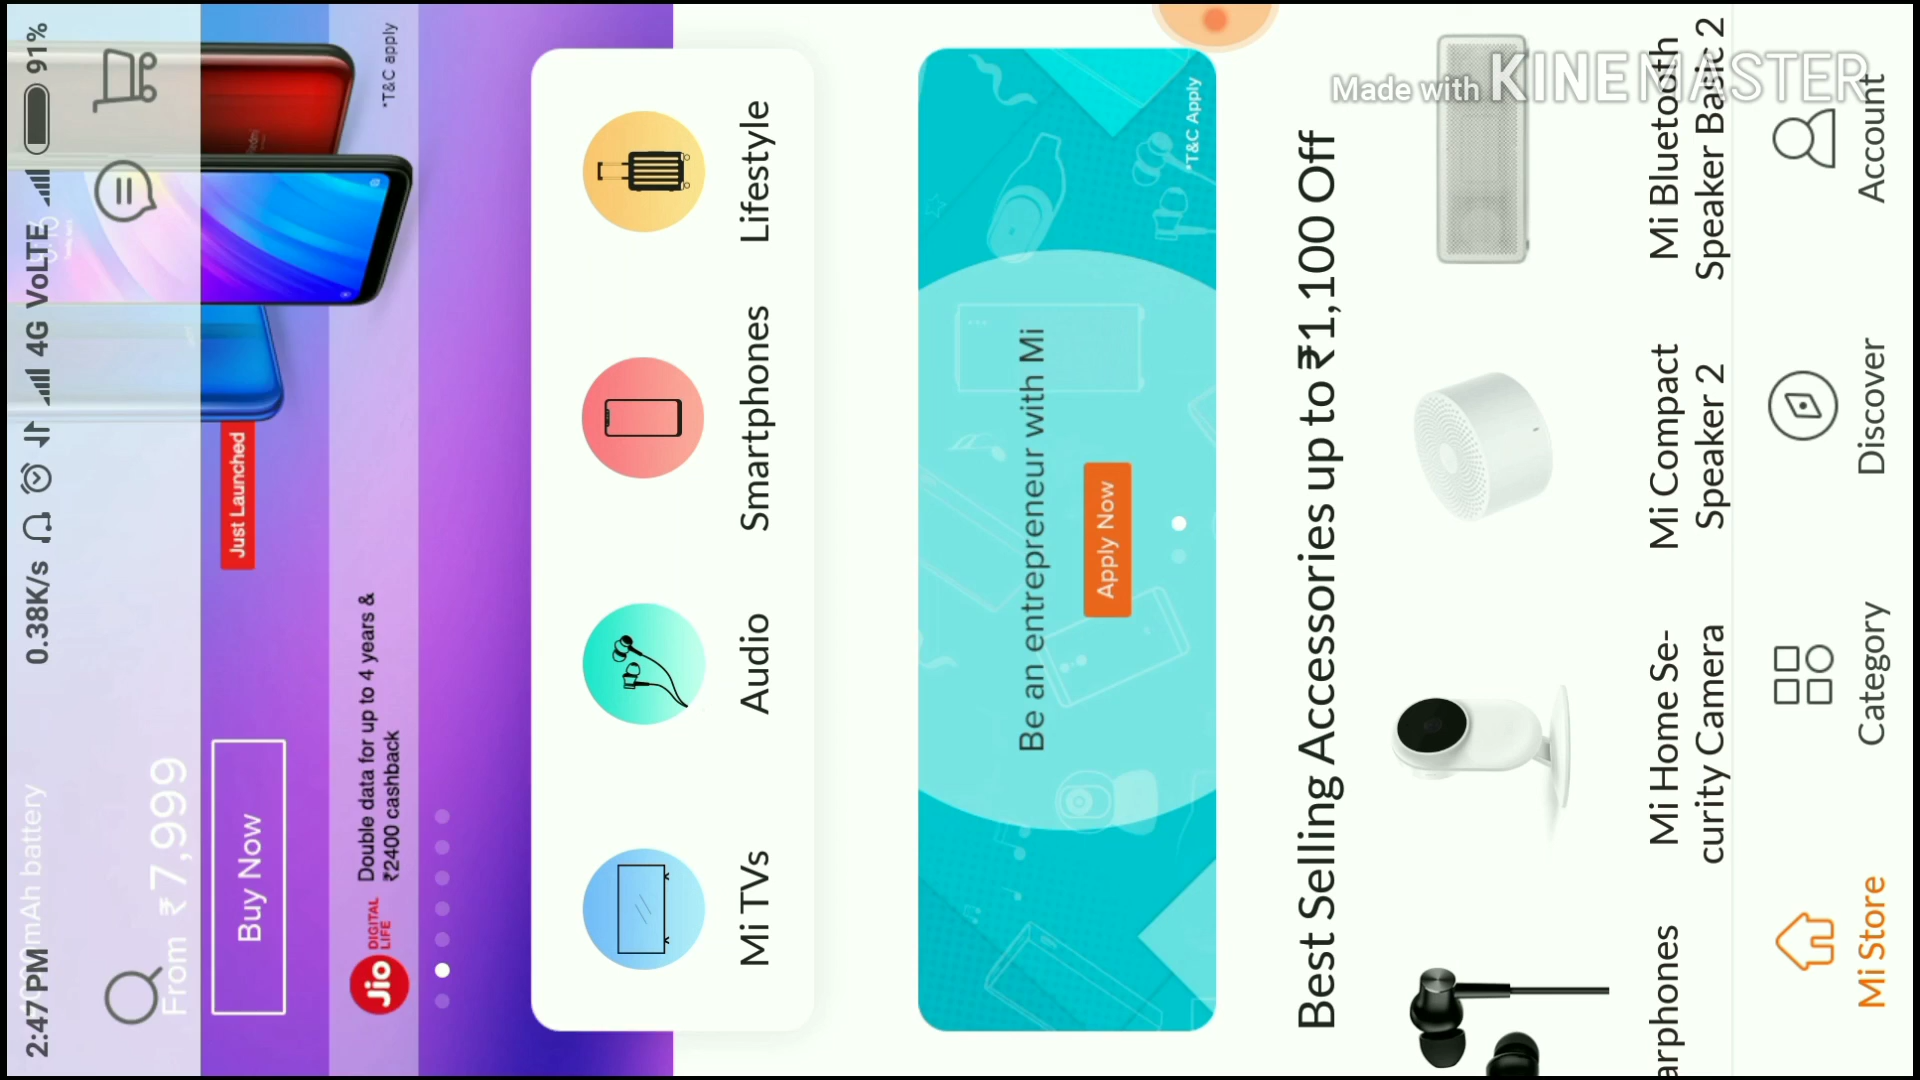 2:47 PM 0.38K/s 4G VoLTE 91%
mAh battery
From ₹7,999
Just Launched
Buy Now
Jio DIGITAL LIFE
Double data for up to 4 years &
₹2400 cashback
*T&C apply
Mi TVs Audio Smartphones Lifestyle
Be an entrepreneur with Mi
Apply Now
*T&C Apply
Best Selling Accessories up to ₹1,100 Off
arphones
Mi Home Se-
curity Camera
Mi Compact
Speaker 2
Mi Bluetooth
Speaker Basic 2
Mi Store Category Discover Account
Made with KINEMASTER